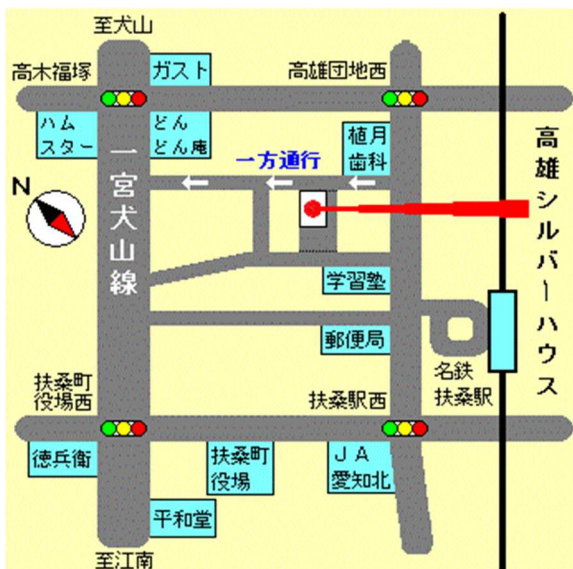 至犬山
高木福塚
ガスト
高雄団地西
ハム
スター
どん
どん庵
植月
歯科
一方通行
N
一宮犬山線
高雄シルバーハウス
学習塾
郵便局
名鉄
扶桑駅
扶桑町
役場西
扶桑駅西
徳兵衛
扶桑町
役場
ＪＡ
愛知北
平和堂
至江南